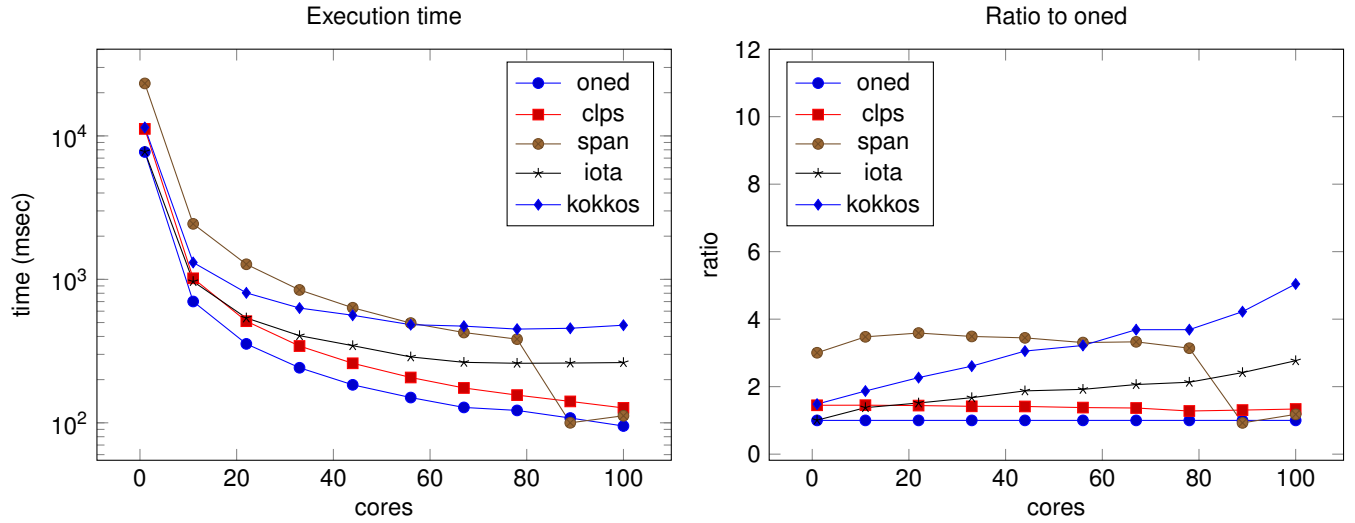 Execution time
10^4
10^3
10^2
time (msec)
0 20 40 60 80 100
cores
oned
clps
span
iota
kokkos
Ratio to oned
12
10
8
6
4
2
0
ratio
0 20 40 60 80 100
cores
oned
clps
span
iota
kokkos